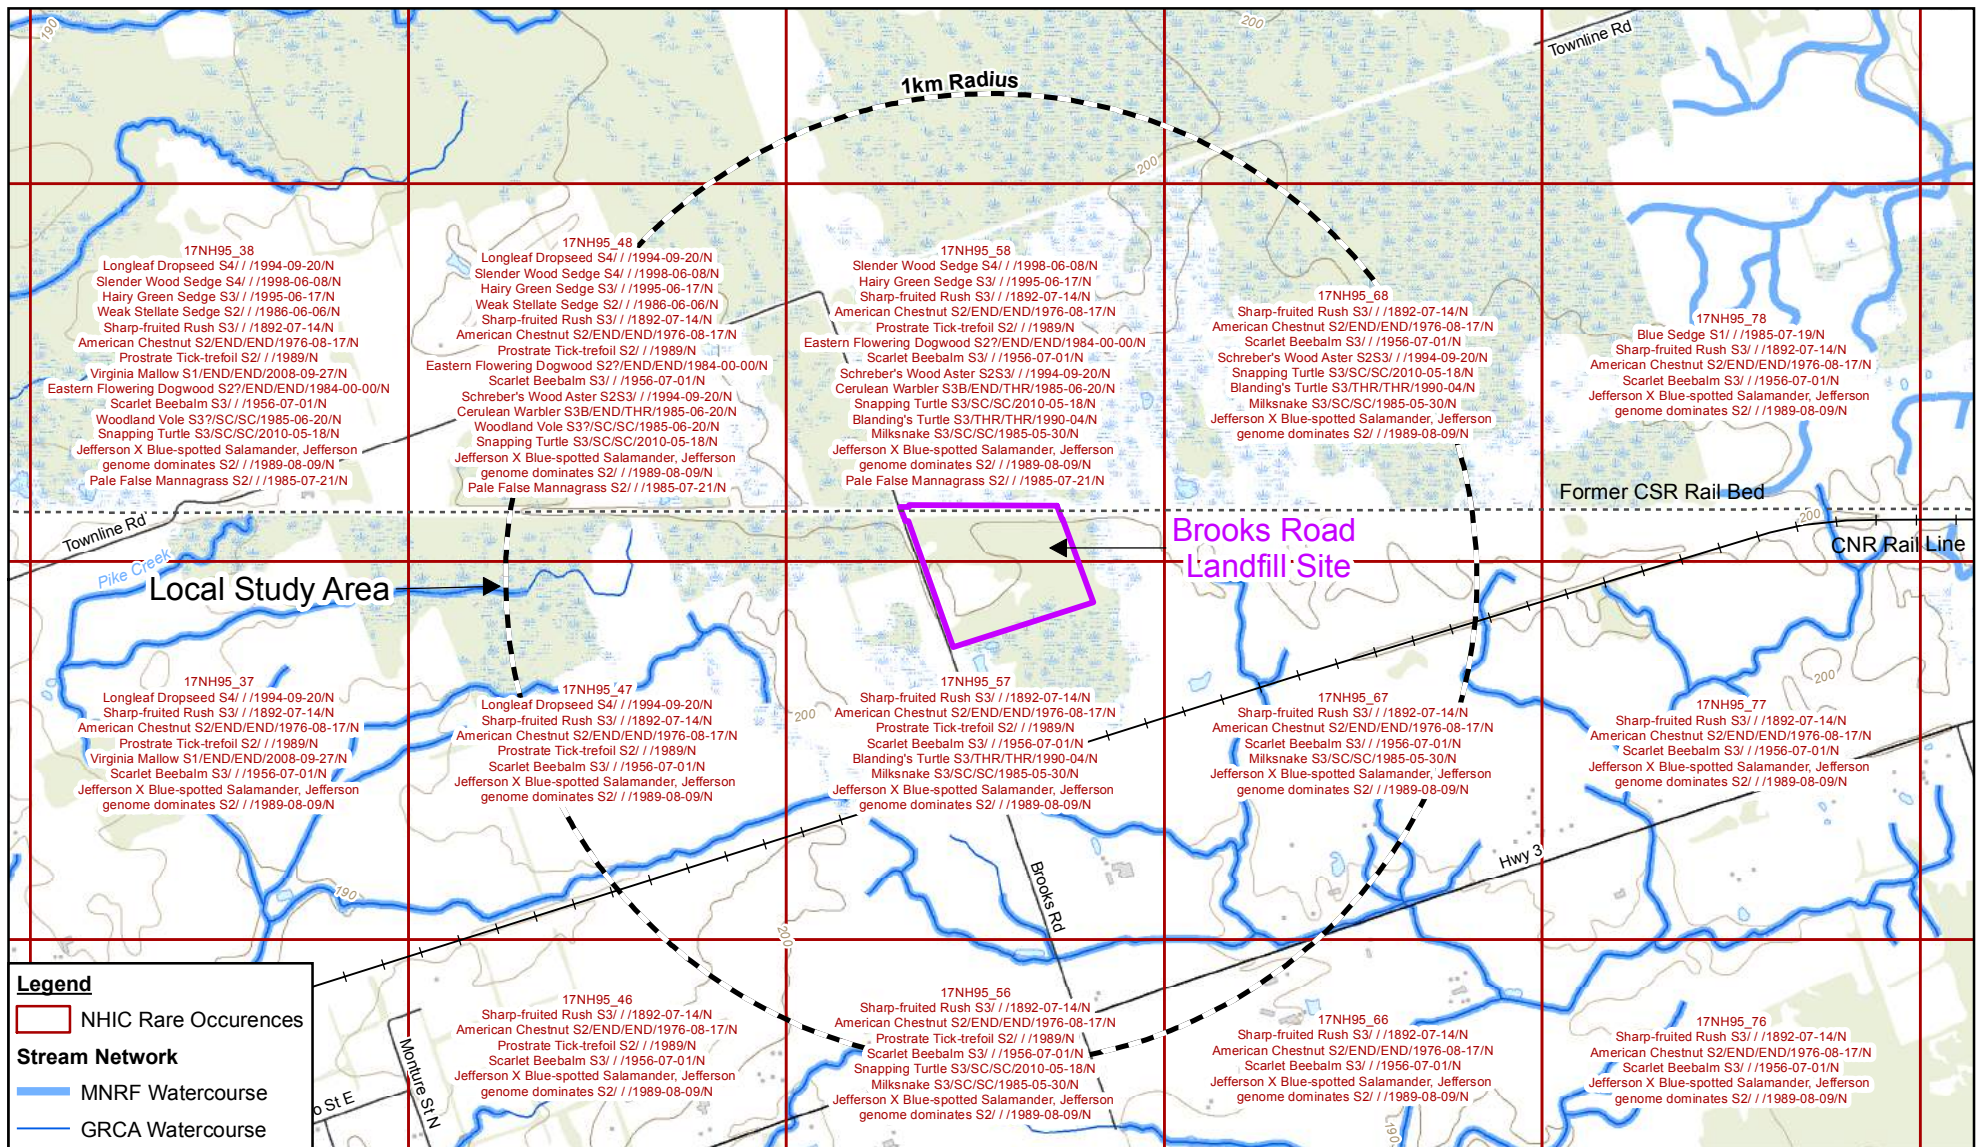 190
200
Townline Rd
1km Radius
200
17NH95_38
Longleaf Dropseed S4/ / /1994-09-20/N
Slender Wood Sedge S4/ / /1998-06-08/N
Hairy Green Sedge S3/ / /1995-06-17/N
Weak Stellate Sedge S2/ / /1986-06-06/N
Sharp-fruited Rush S3/ / /1892-07-14/N
American Chestnut S2/END/END/1976-08-17/N
Prostrate Tick-trefoil S2/ / /1989/N
Virginia Mallow S1/END/END/2008-09-27/N
Eastern Flowering Dogwood S2?/END/END/1984-00-00/N
Scarlet Beebalm S3/ / /1956-07-01/N
Woodland Vole S3?/SC/SC/1985-06-20/N
Snapping Turtle S3/SC/SC/2010-05-18/N
Jefferson X Blue-spotted Salamander, Jefferson
genome dominates S2/ / /1989-08-09/N
Pale False Mannagrass S2/ / /1985-07-21/N
17NH95_48
Longleaf Dropseed S4/ / /1994-09-20/N
Slender Wood Sedge S4/ / /1998-06-08/N
Hairy Green Sedge S3/ / /1995-06-17/N
Weak Stellate Sedge S2/ / /1986-06-06/N
Sharp-fruited Rush S3/ / /1892-07-14/N
American Chestnut S2/END/END/1976-08-17/N
Prostrate Tick-trefoil S2/ / /1989/N
Eastern Flowering Dogwood S2?/END/END/1984-00-00/N
Scarlet Beebalm S3/ / /1956-07-01/N
Schreber's Wood Aster S2S3/ / /1994-09-20/N
Cerulean Warbler S3B/END/THR/1985-06-20/N
Woodland Vole S3?/SC/SC/1985-06-20/N
Snapping Turtle S3/SC/SC/2010-05-18/N
Jefferson X Blue-spotted Salamander, Jefferson
genome dominates S2/ / /1989-08-09/N
Pale False Mannagrass S2/ / /1985-07-21/N
17NH95_58
Slender Wood Sedge S4/ / /1998-06-08/N
Hairy Green Sedge S3/ / /1995-06-17/N
Sharp-fruited Rush S3/ / /1892-07-14/N
American Chestnut S2/END/END/1976-08-17/N
Prostrate Tick-trefoil S2/ / /1989/N
Eastern Flowering Dogwood S2?/END/END/1984-00-00/N
Scarlet Beebalm S3/ / /1956-07-01/N
Schreber's Wood Aster S2S3/ / /1994-09-20/N
Cerulean Warbler S3B/END/THR/1985-06-20/N
Snapping Turtle S3/SC/SC/2010-05-18/N
Blanding's Turtle S3/THR/THR/1990-04/N
Milksnake S3/SC/SC/1985-05-30/N
Jefferson X Blue-spotted Salamander, Jefferson
genome dominates S2/ / /1989-08-09/N
Pale False Mannagrass S2/ / /1985-07-21/N
17NH95_68
Sharp-fruited Rush S3/ / /1892-07-14/N
American Chestnut S2/END/END/1976-08-17/N
Scarlet Beebalm S3/ / /1956-07-01/N
Schreber's Wood Aster S2S3/ / /1994-09-20/N
Snapping Turtle S3/SC/SC/2010-05-18/N
Blanding's Turtle S3/THR/THR/1990-04/N
Milksnake S3/SC/SC/1985-05-30/N
Jefferson X Blue-spotted Salamander, Jefferson
genome dominates S2/ / /1989-08-09/N
17NH95_78
Blue Sedge S1/ / /1985-07-19/N
Sharp-fruited Rush S3/ / /1892-07-14/N
American Chestnut S2/END/END/1976-08-17/N
Scarlet Beebalm S3/ / /1956-07-01/N
Jefferson X Blue-spotted Salamander, Jefferson
genome dominates S2/ / /1989-08-09/N
Former CSR Rail Bed
200
CNR Rail Line
Townline Rd
Pike Creek
Local Study Area
Brooks Road
Landfill Site
17NH95_37
Longleaf Dropseed S4/ / /1994-09-20/N
Sharp-fruited Rush S3/ / /1892-07-14/N
American Chestnut S2/END/END/1976-08-17/N
Prostrate Tick-trefoil S2/ / /1989/N
Virginia Mallow S1/END/END/2008-09-27/N
Scarlet Beebalm S3/ / /1956-07-01/N
Jefferson X Blue-spotted Salamander, Jefferson
genome dominates S2/ / /1989-08-09/N
17NH95_47
Longleaf Dropseed S4/ / /1994-09-20/N
Sharp-fruited Rush S3/ / /1892-07-14/N
American Chestnut S2/END/END/1976-08-17/N
Prostrate Tick-trefoil S2/ / /1989/N
Scarlet Beebalm S3/ / /1956-07-01/N
Jefferson X Blue-spotted Salamander, Jefferson
genome dominates S2/ / /1989-08-09/N
200
17NH95_57
Sharp-fruited Rush S3/ / /1892-07-14/N
American Chestnut S2/END/END/1976-08-17/N
Prostrate Tick-trefoil S2/ / /1989/N
Scarlet Beebalm S3/ / /1956-07-01/N
Blanding's Turtle S3/THR/THR/1990-04/N
Milksnake S3/SC/SC/1985-05-30/N
Jefferson X Blue-spotted Salamander, Jefferson
genome dominates S2/ / /1989-08-09/N
17NH95_67
Sharp-fruited Rush S3/ / /1892-07-14/N
American Chestnut S2/END/END/1976-08-17/N
Scarlet Beebalm S3/ / /1956-07-01/N
Milksnake S3/SC/SC/1985-05-30/N
Jefferson X Blue-spotted Salamander, Jefferson
genome dominates S2/ / /1989-08-09/N
200
17NH95_77
Sharp-fruited Rush S3/ / /1892-07-14/N
American Chestnut S2/END/END/1976-08-17/N
Scarlet Beebalm S3/ / /1956-07-01/N
Jefferson X Blue-spotted Salamander, Jefferson
genome dominates S2/ / /1989-08-09/N
190
Brooks Rd
Hwy 3
200
Legend
NHIC Rare Occurences
Stream Network
MNRF Watercourse
GRCA Watercourse
o St E
Monture St N
17NH95_46
Sharp-fruited Rush S3/ / /1892-07-14/N
American Chestnut S2/END/END/1976-08-17/N
Prostrate Tick-trefoil S2/ / /1989/N
Scarlet Beebalm S3/ / /1956-07-01/N
Jefferson X Blue-spotted Salamander, Jefferson
genome dominates S2/ / /1989-08-09/N
17NH95_56
Sharp-fruited Rush S3/ / /1892-07-14/N
American Chestnut S2/END/END/1976-08-17/N
Prostrate Tick-trefoil S2/ / /1989/N
Scarlet Beebalm S3/ / /1956-07-01/N
Snapping Turtle S3/SC/SC/2010-05-18/N
Milksnake S3/SC/SC/1985-05-30/N
Jefferson X Blue-spotted Salamander, Jefferson
genome dominates S2/ / /1989-08-09/N
17NH95_66
Sharp-fruited Rush S3/ / /1892-07-14/N
American Chestnut S2/END/END/1976-08-17/N
Scarlet Beebalm S3/ / /1956-07-01/N
Jefferson X Blue-spotted Salamander, Jefferson
genome dominates S2/ / /1989-08-09/N
190
17NH95_76
Sharp-fruited Rush S3/ / /1892-07-14/N
American Chestnut S2/END/END/1976-08-17/N
Scarlet Beebalm S3/ / /1956-07-01/N
Jefferson X Blue-spotted Salamander, Jefferson
genome dominates S2/ / /1989-08-09/N